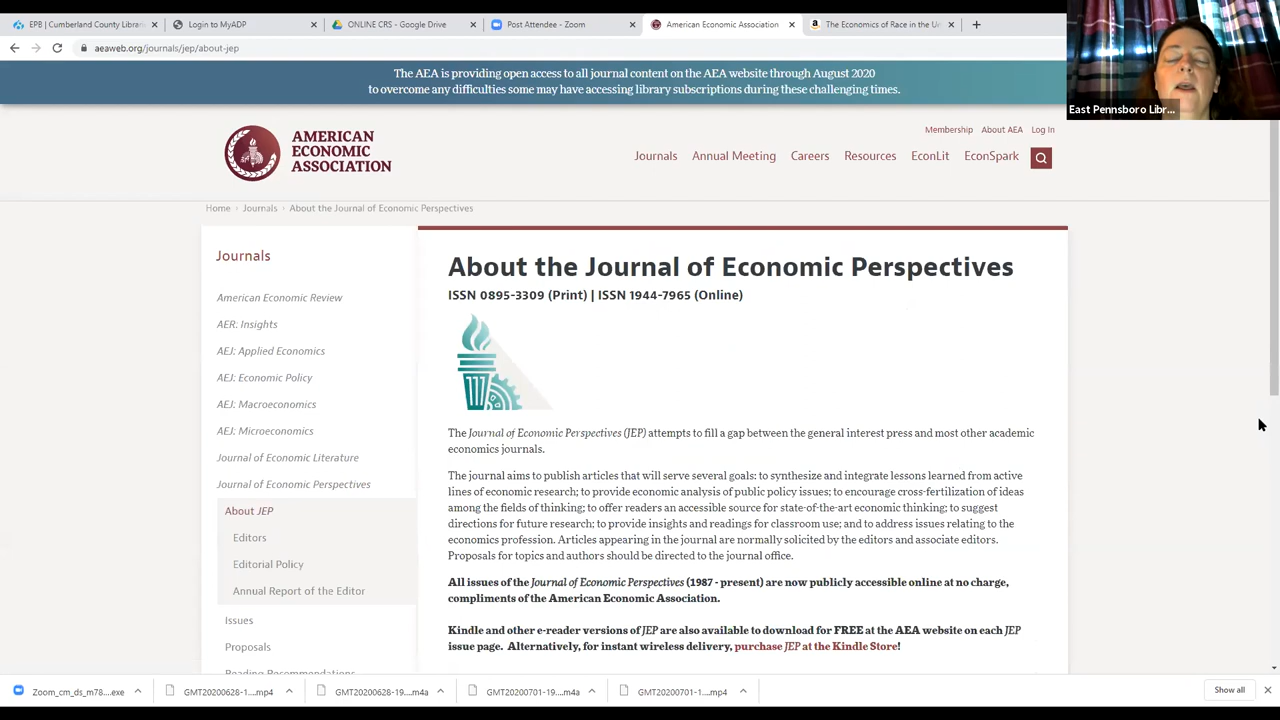 EPB | Cumberland County Librar
Login to MyADP
ONLINE CRS - Google Drive
Post Attendee - Zoom
American Economic Association
The Economics of Race in the Un
aeaweb.org/journals/jep/about-jep
East Pennsboro Libr...
The AEA is providing open access to all journal content on the AEA website through August 2020
to overcome any difficulties some may have accessing library subscriptions during these challenging times.
AMERICAN
ECONOMIC
ASSOCIATION
Membership About AEA Log In
Journals Annual Meeting Careers Resources EconLit EconSpark
Home › Journals › About the Journal of Economic Perspectives
Journals
American Economic Review
AER: Insights
AEJ: Applied Economics
AEJ: Economic Policy
AEJ: Macroeconomics
AEJ: Microeconomics
Journal of Economic Literature
Journal of Economic Perspectives
About JEP
Editors
Editorial Policy
Annual Report of the Editor
Issues
Proposals
Reading Recommendations
About the Journal of Economic Perspectives
ISSN 0895-3309 (Print) | ISSN 1944-7965 (Online)
The Journal of Economic Perspectives (JEP) attempts to fill a gap between the general interest press and most other academic
economics journals.
The journal aims to publish articles that will serve several goals: to synthesize and integrate lessons learned from active
lines of economic research; to provide economic analysis of public policy issues; to encourage cross-fertilization of ideas
among the fields of thinking; to offer readers an accessible source for state-of-the-art economic thinking; to suggest
directions for future research; to provide insights and readings for classroom use; and to address issues relating to the
economics profession. Articles appearing in the journal are normally solicited by the editors and associate editors.
Proposals for topics and authors should be directed to the journal office.
All issues of the Journal of Economic Perspectives (1987 - present) are now publicly accessible online at no charge,
compliments of the American Economic Association.
Kindle and other e-reader versions of JEP are also available to download for FREE at the AEA website on each JEP
issue page. Alternatively, for instant wireless delivery, purchase JEP at the Kindle Store!
Zoom_cm_ds_m78....exe
GMT20200628-1....mp4
GMT20200628-19....m4a
GMT20200701-19....m4a
GMT20200701-1....mp4
Show all